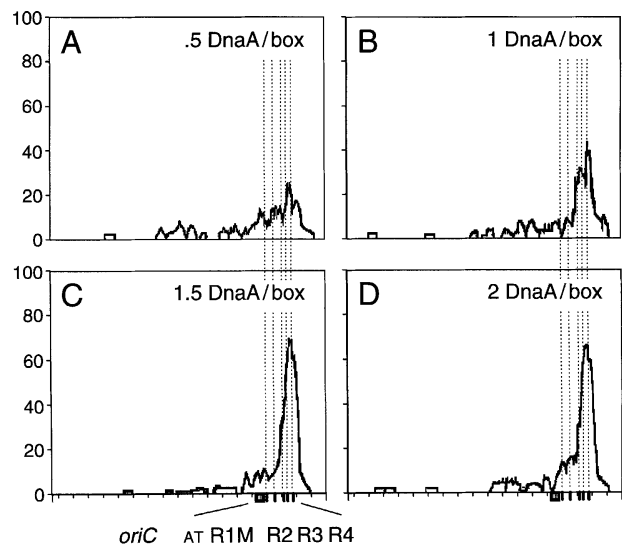 A
.5 DnaA/box
B
1 DnaA/box
100
80
60
40
20
0
C
1.5 DnaA/box
D
2 DnaA/box
100
80
60
40
20
0
oriC AT R1M R2 R3 R4